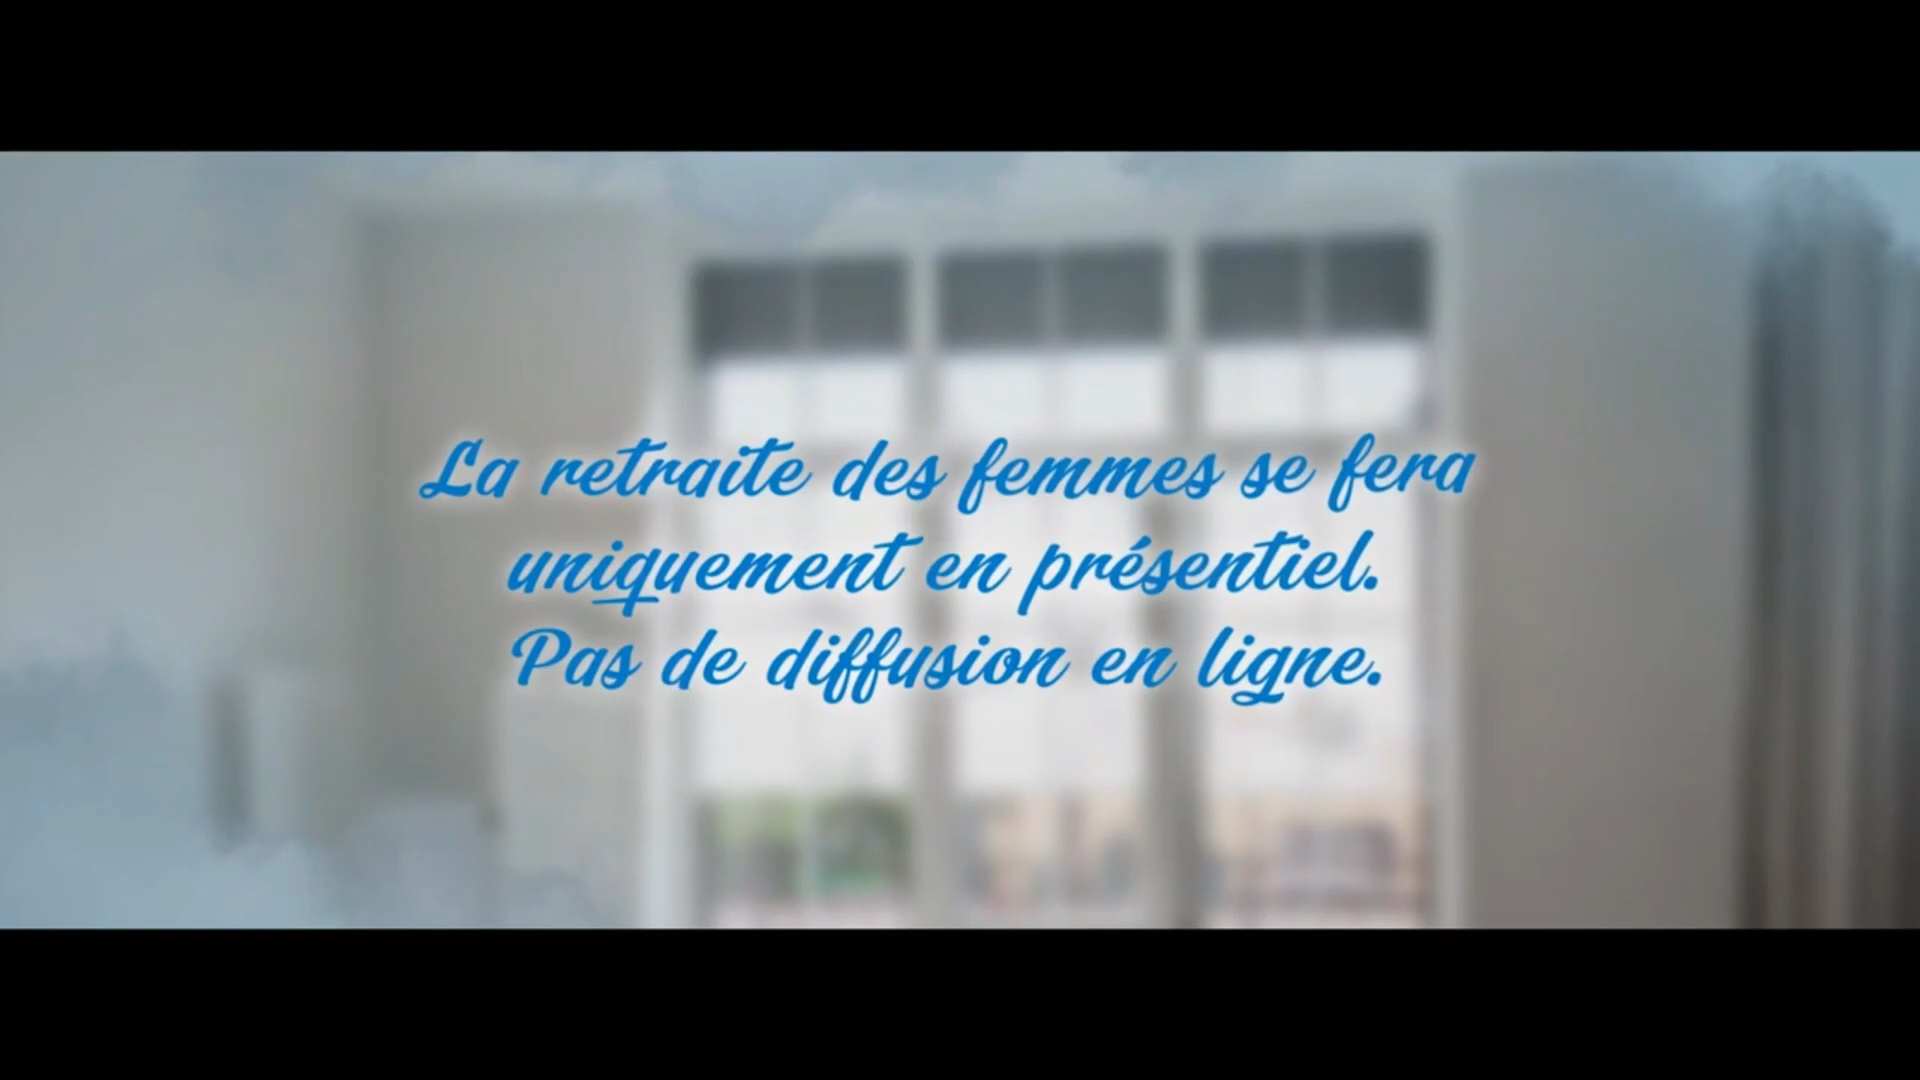 La retraite des femmes se fera
uniquement en présentiel.
Pas de diffusion en ligne.